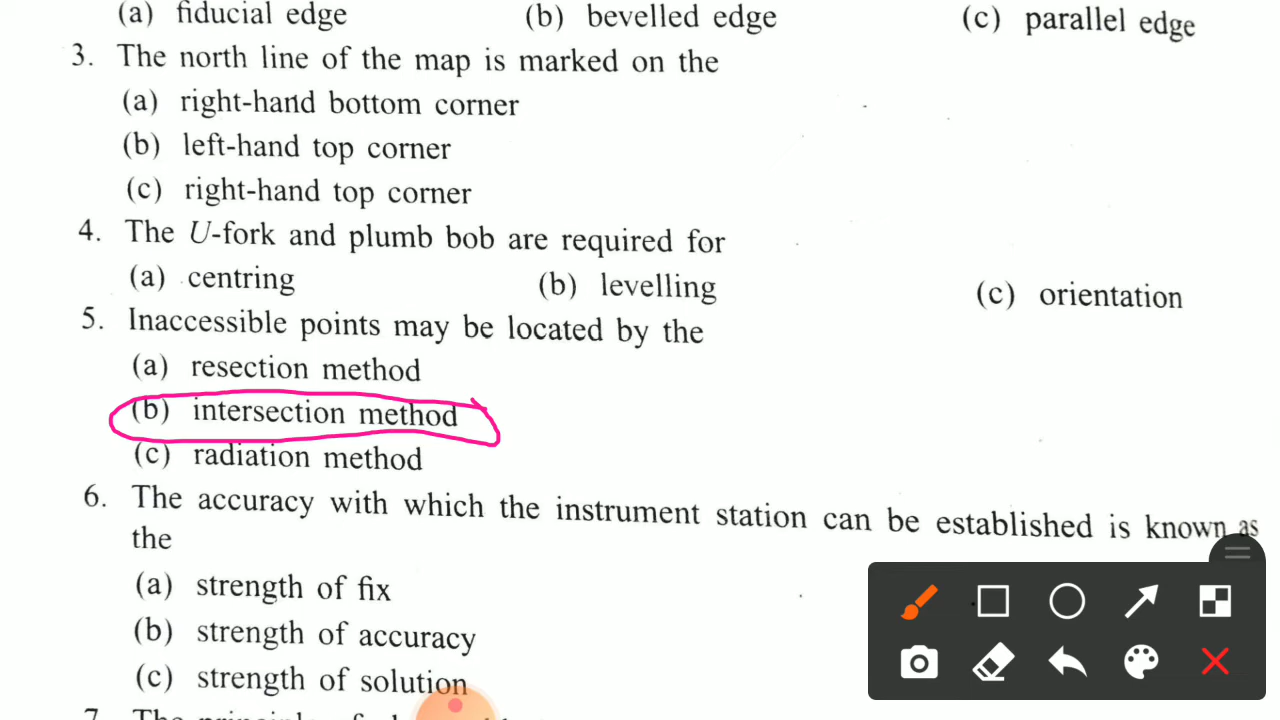 (a) fiducial edge (b) bevelled edge (c) parallel edge
3. The north line of the map is marked on the
(a) right-hand bottom corner
(b) left-hand top corner
(c) right-hand top corner
4. The U-fork and plumb bob are required for
(a) centring (b) levelling (c) orientation
5. Inaccessible points may be located by the
(a) resection method
(b) intersection method
(c) radiation method
6. The accuracy with which the instrument station can be established is known as
the
(a) strength of fix
(b) strength of accuracy
(c) strength of solution
7. The